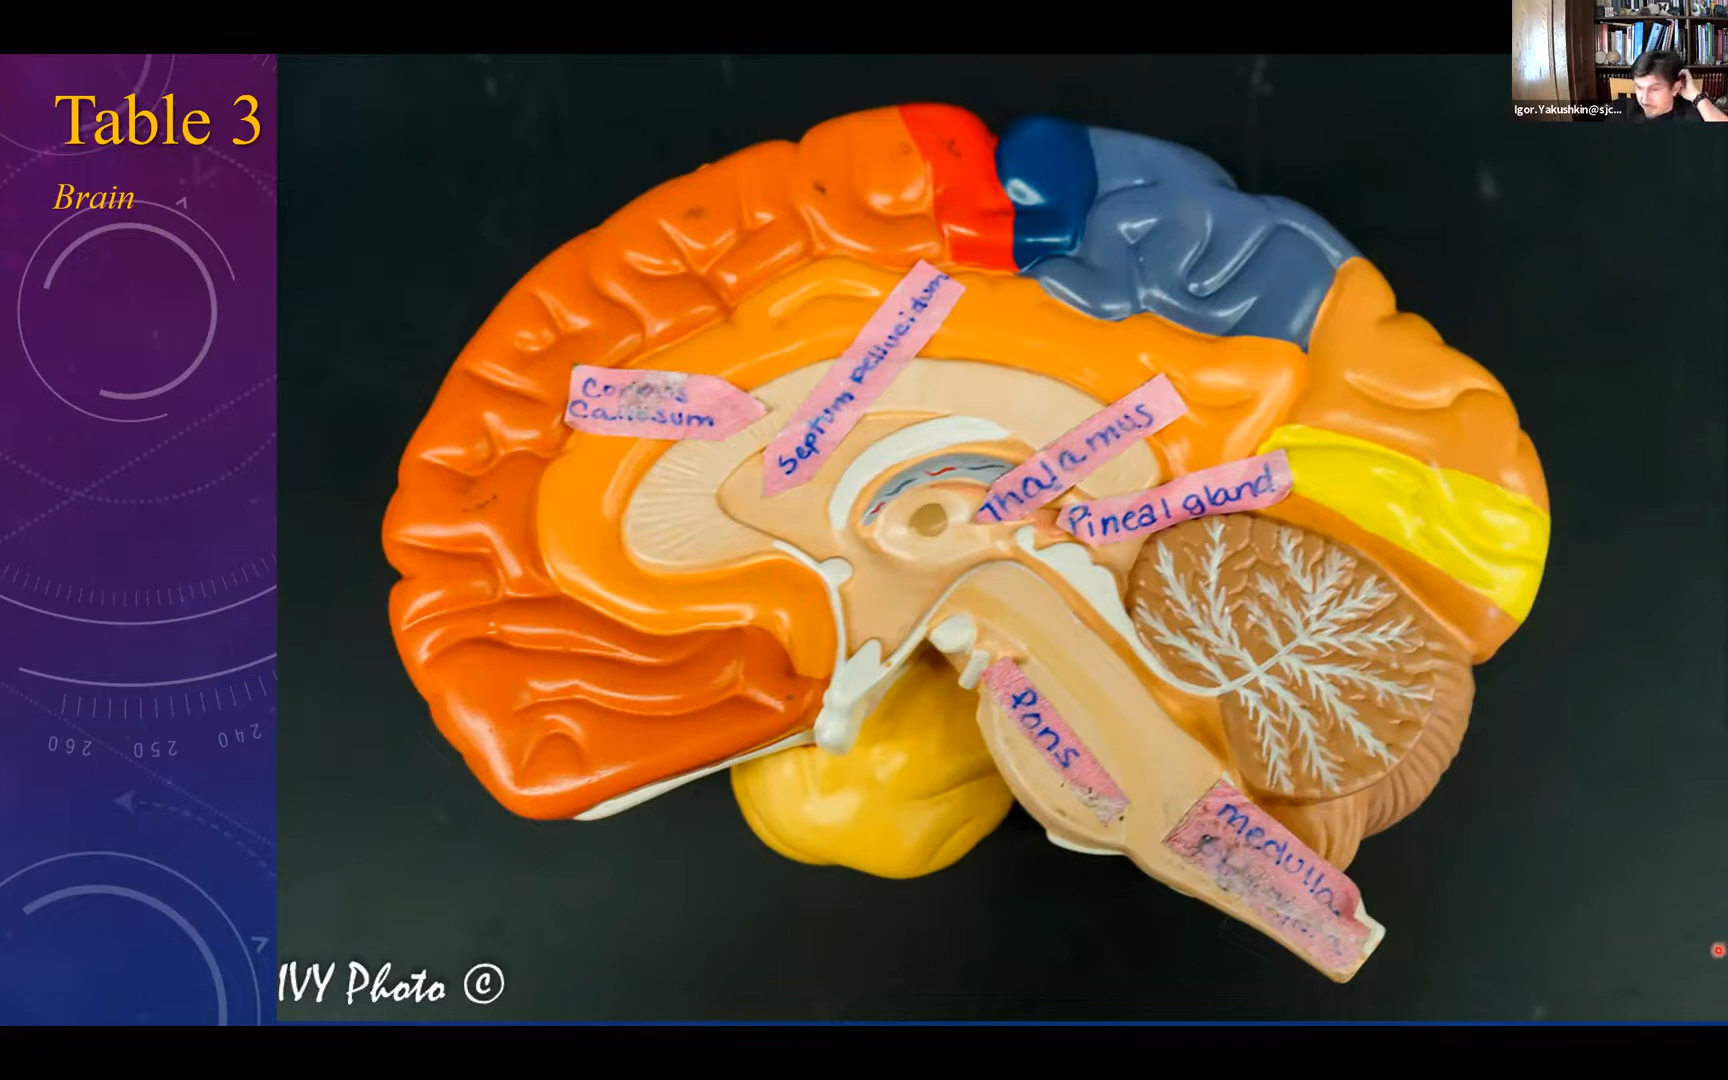 Igor.Yakushkin@sjc...
Table 3
Brain
Septum Pellucidum
Corpus
Callosum
Thalamus
Pineal gland
Pons
medulla
260 250 240
IVY Photo ©